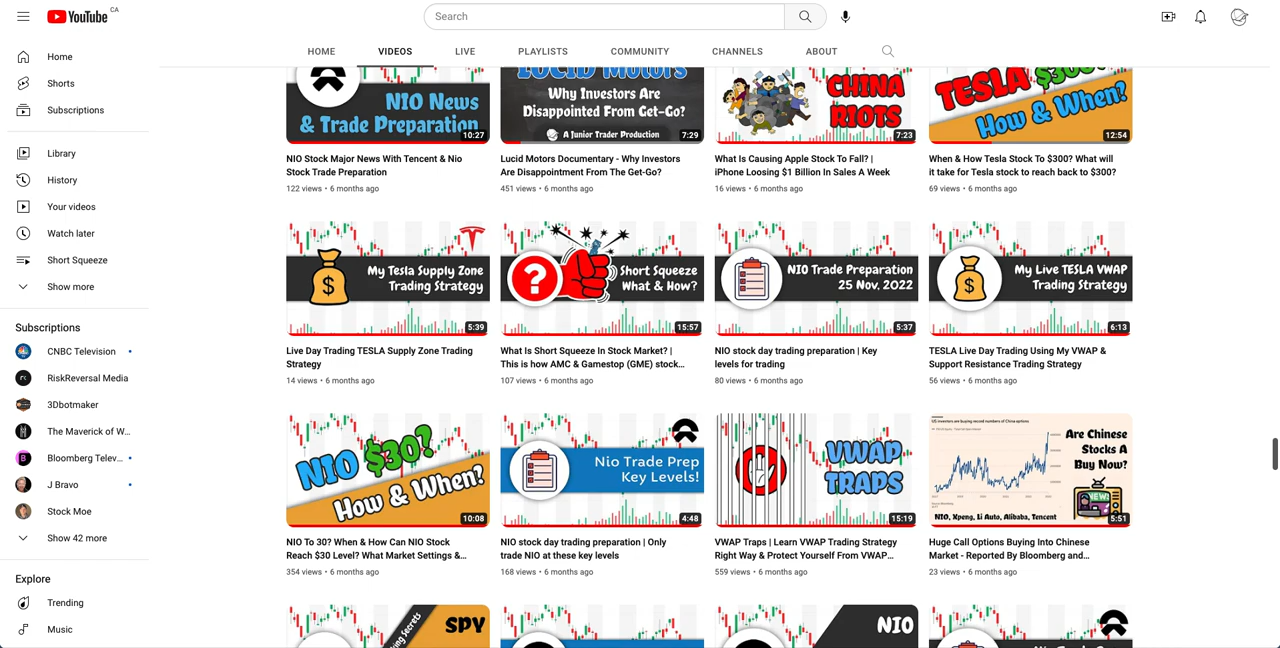 YouTube CA
Search
HOME VIDEOS LIVE PLAYLISTS COMMUNITY CHANNELS ABOUT
Home
Shorts
Subscriptions
Library
History
Your videos
Watch later
Short Squeeze
Show more
Subscriptions
CNBC Television
RiskReversal Media
3Dbotmaker
The Maverick of W...
Bloomberg Telev...
J Bravo
Stock Moe
Show 42 more
Explore
Trending
Music
NIO News
& Trade Preparation
10:27
NIO Stock Major News With Tencent & Nio
Stock Trade Preparation
122 views • 6 months ago
LUCID MOTORS
Why Investors Are
Disappointed From Get-Go?
A Junior Trader Production
7:29
Lucid Motors Documentary - Why Investors
Are Disappointment From The Get-Go?
451 views • 6 months ago
CHINA
RIOTS
7:23
What Is Causing Apple Stock To Fall? |
iPhone Loosing $1 Billion In Sales A Week
16 views • 6 months ago
TESLA $300?
How & When?
12:54
When & How Tesla Stock To $300? What will
it take for Tesla stock to reach back to $300?
69 views • 6 months ago
My Tesla Supply Zone
Trading Strategy
5:39
Live Day Trading TESLA Supply Zone Trading
Strategy
14 views • 6 months ago
Short Squeeze
What & How?
15:57
What Is Short Squeeze In Stock Market? |
This is how AMC & Gamestop (GME) stock...
107 views • 6 months ago
NIO Trade Preparation
25 Nov. 2022
5:37
NIO stock day trading preparation | Key
levels for trading
80 views • 6 months ago
My Live TESLA VWAP
Trading Strategy
6:13
TESLA Live Day Trading Using My VWAP &
Support Resistance Trading Strategy
56 views • 6 months ago
NIO $30?
How & When?
10:08
NIO To 30? When & How Can NIO Stock
Reach $30 Level? What Market Settings &...
354 views • 6 months ago
Nio Trade Prep
Key Levels!
4:48
NIO stock day trading preparation | Only
trade NIO at these key levels
168 views • 6 months ago
VWAP
TRAPS
15:19
VWAP Traps | Learn VWAP Trading Strategy
Right Way & Protect Yourself From VWAP...
559 views • 6 months ago
US investors are buying record numbers of China options
Are Chinese
Stocks A
Buy Now?
NEWS
NIO, Xpeng, Li Auto, Alibaba, Tencent
5:51
Huge Call Options Buying Into Chinese
Market - Reported By Bloomberg and...
23 views • 6 months ago
SPY
NIO